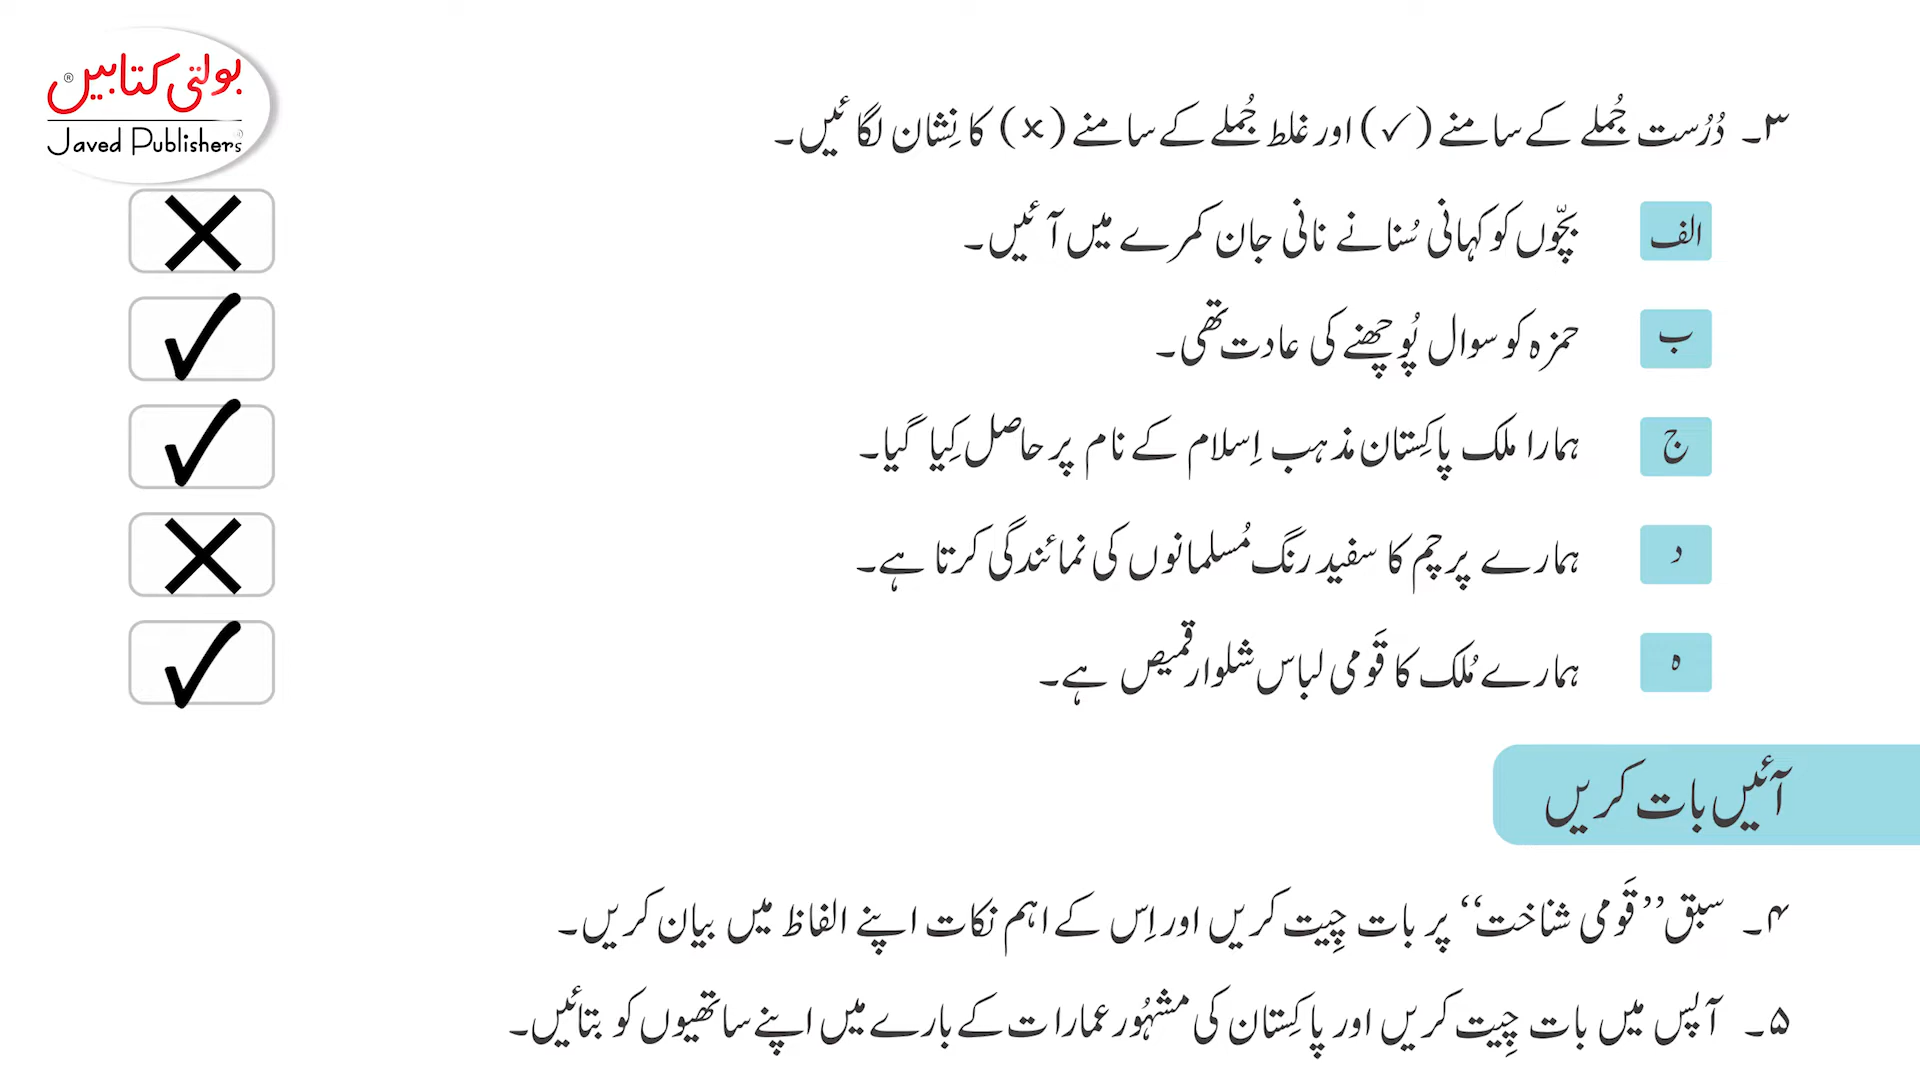 بولتی کتابیں®
Javed Publishers
۳۔ دُرُست جُملے کے سامنے (✓) اور غلط جُملے کے سامنے (×) کا نِشان لگائیں۔
الف بچّوں کو کہانی سُنانے نانی جان کمرے میں آئیں۔ ×
ب حمزہ کو سوال پُوچھنے کی عادت تھی۔ ✓
ج ہمارا ملک پاکِستان مذہب اِسلام کے نام پر حاصل کِیا گیا۔ ✓
د ہمارے پرچم کا سفید رنگ مُسلمانوں کی نمائندگی کرتا ہے۔ ×
ہ ہمارے مُلک کا قَومی لباس شلوار قمیص ہے۔ ✓
آئیں بات کریں
۴۔ سبق ’’قَومی شناخت‘‘ پر بات چِیت کریں اور اِس کے اہم نکات اپنے الفاظ میں بیان کریں۔
۵۔ آپس میں بات چِیت کریں اور پاکِستان کی مشہُور عمارات کے بارے میں اپنے ساتھیوں کو بتائیں۔